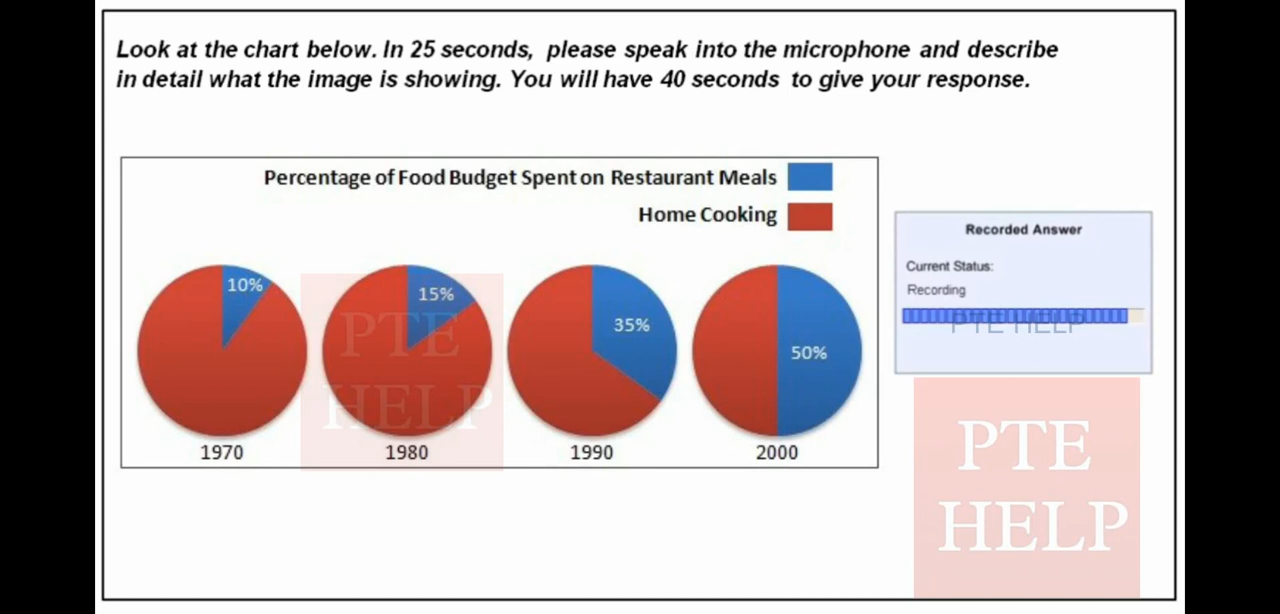 Look at the chart below. In 25 seconds, please speak into the microphone and describe
in detail what the image is showing. You will have 40 seconds to give your response.
Percentage of Food Budget Spent on Restaurant Meals
Home Cooking
10%
15%
35%
50%
1970
1980
1990
2000
PTE
HELP
Recorded Answer
Current Status:
Recording
PTE HELP
PTE
HELP